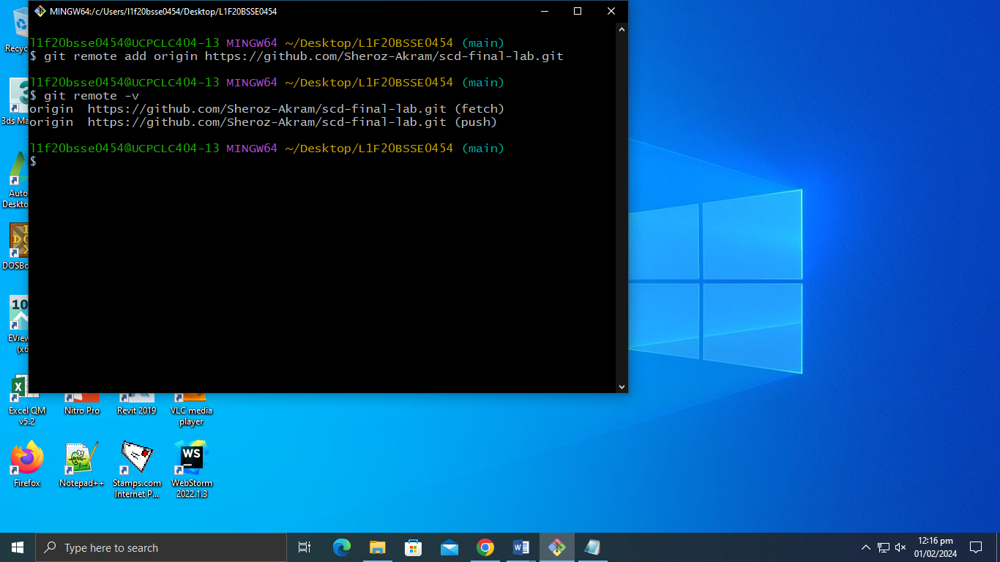 MINGW64:/c/Users/l1f20bsse0454/Desktop/L1F20BSSE0454
l1f20bsse0454@UCPCLC404-13 MINGW64 ~/Desktop/L1F20BSSE0454 (main)
$ git remote add origin https://github.com/Sheroz-Akram/scd-final-lab.git
l1f20bsse0454@UCPCLC404-13 MINGW64 ~/Desktop/L1F20BSSE0454 (main)
$ git remote -v
origin  https://github.com/Sheroz-Akram/scd-final-lab.git (fetch)
origin  https://github.com/Sheroz-Akram/scd-final-lab.git (push)
l1f20bsse0454@UCPCLC404-13 MINGW64 ~/Desktop/L1F20BSSE0454 (main)
$
Recyc
3ds Ma
Auto
Deskto
DOSBo
10
EView
(x6
Excel QM
v5.2
Nitro Pro
Revit 2019
VLC media
player
WS
Firefox
Notepad++
Stamps.com
Internet P...
WebStorm
2022.1.3
Type here to search
12:16 pm
01/02/2024